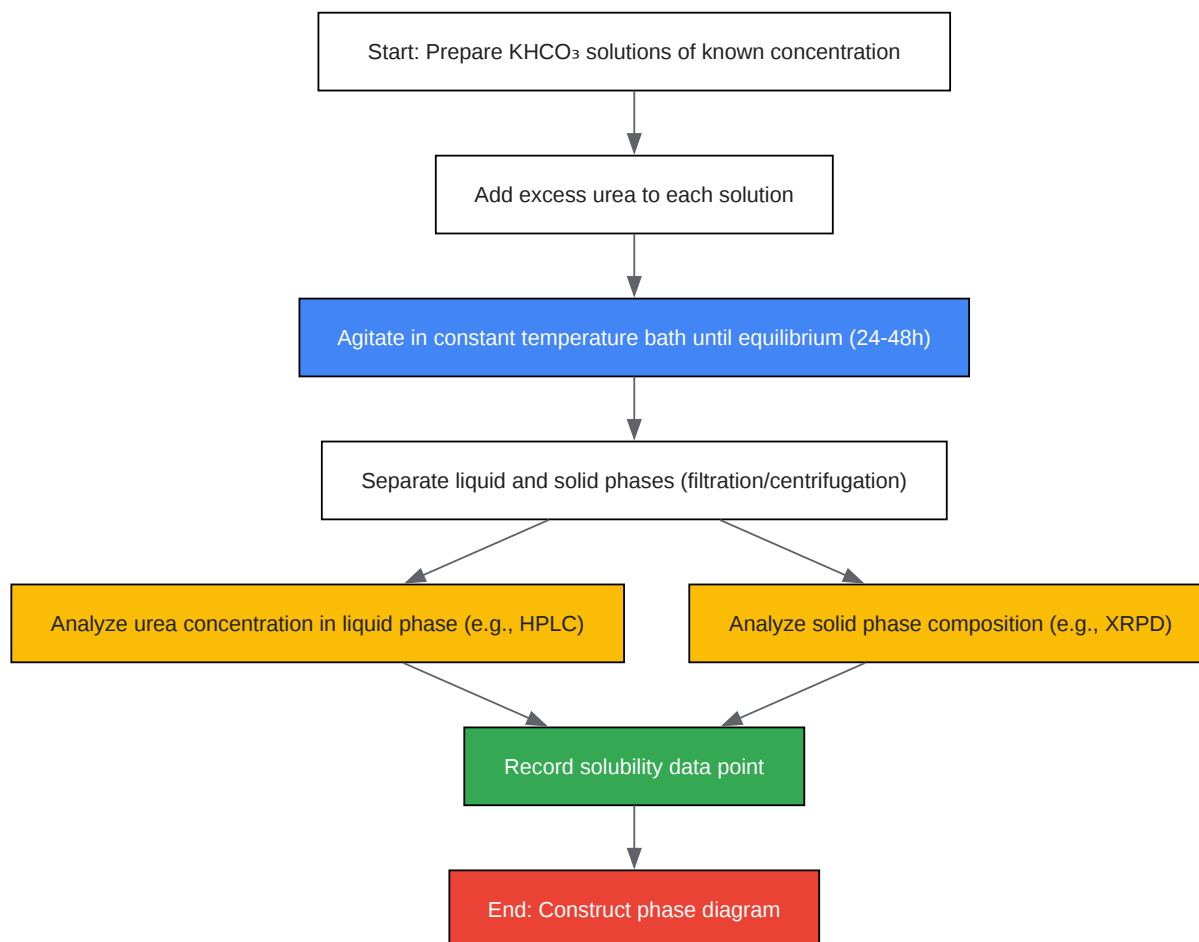 Start: Prepare KHCO₃ solutions of known concentration
Add excess urea to each solution
Agitate in constant temperature bath until equilibrium (24-48h)
Separate liquid and solid phases (filtration/centrifugation)
Analyze urea concentration in liquid phase (e.g., HPLC)
Analyze solid phase composition (e.g., XRPD)
Record solubility data point
End: Construct phase diagram